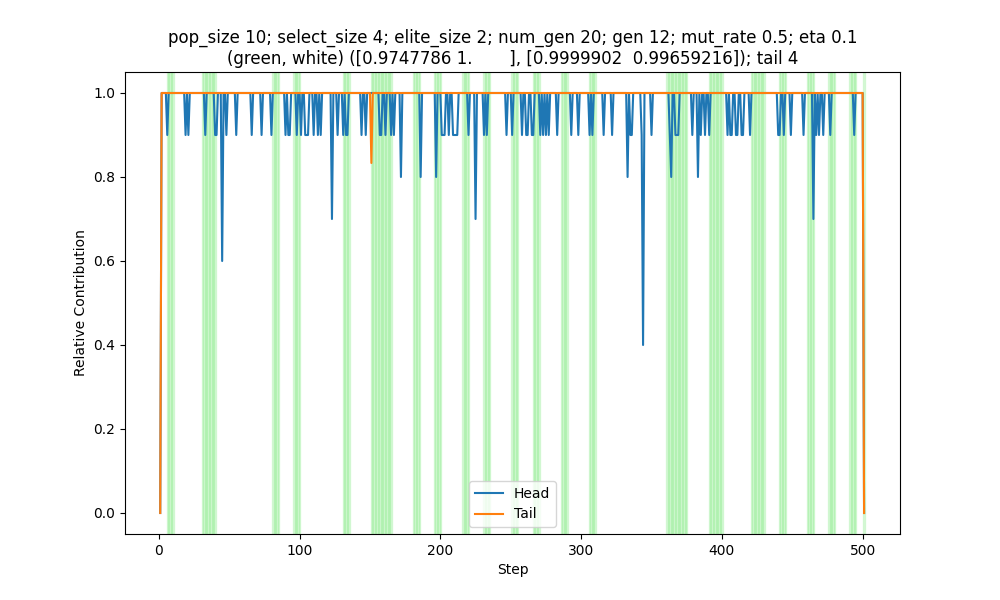 pop_size 10; select_size 4; elite_size 2; num_gen 20; gen 12; mut_rate 0.5; eta 0.1
(green, white) ([0.9747786 1.       ], [0.9999902  0.99659216]); tail 4
1.0
0.8
0.6
0.4
0.2
0.0
Relative Contribution
Head
Tail
0 100 200 300 400 500
Step